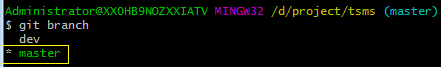 Administrator@XXOHB9NOZXXIATV MINGW32 /d/project/tsms (master)
$ git branch
  dev
* master